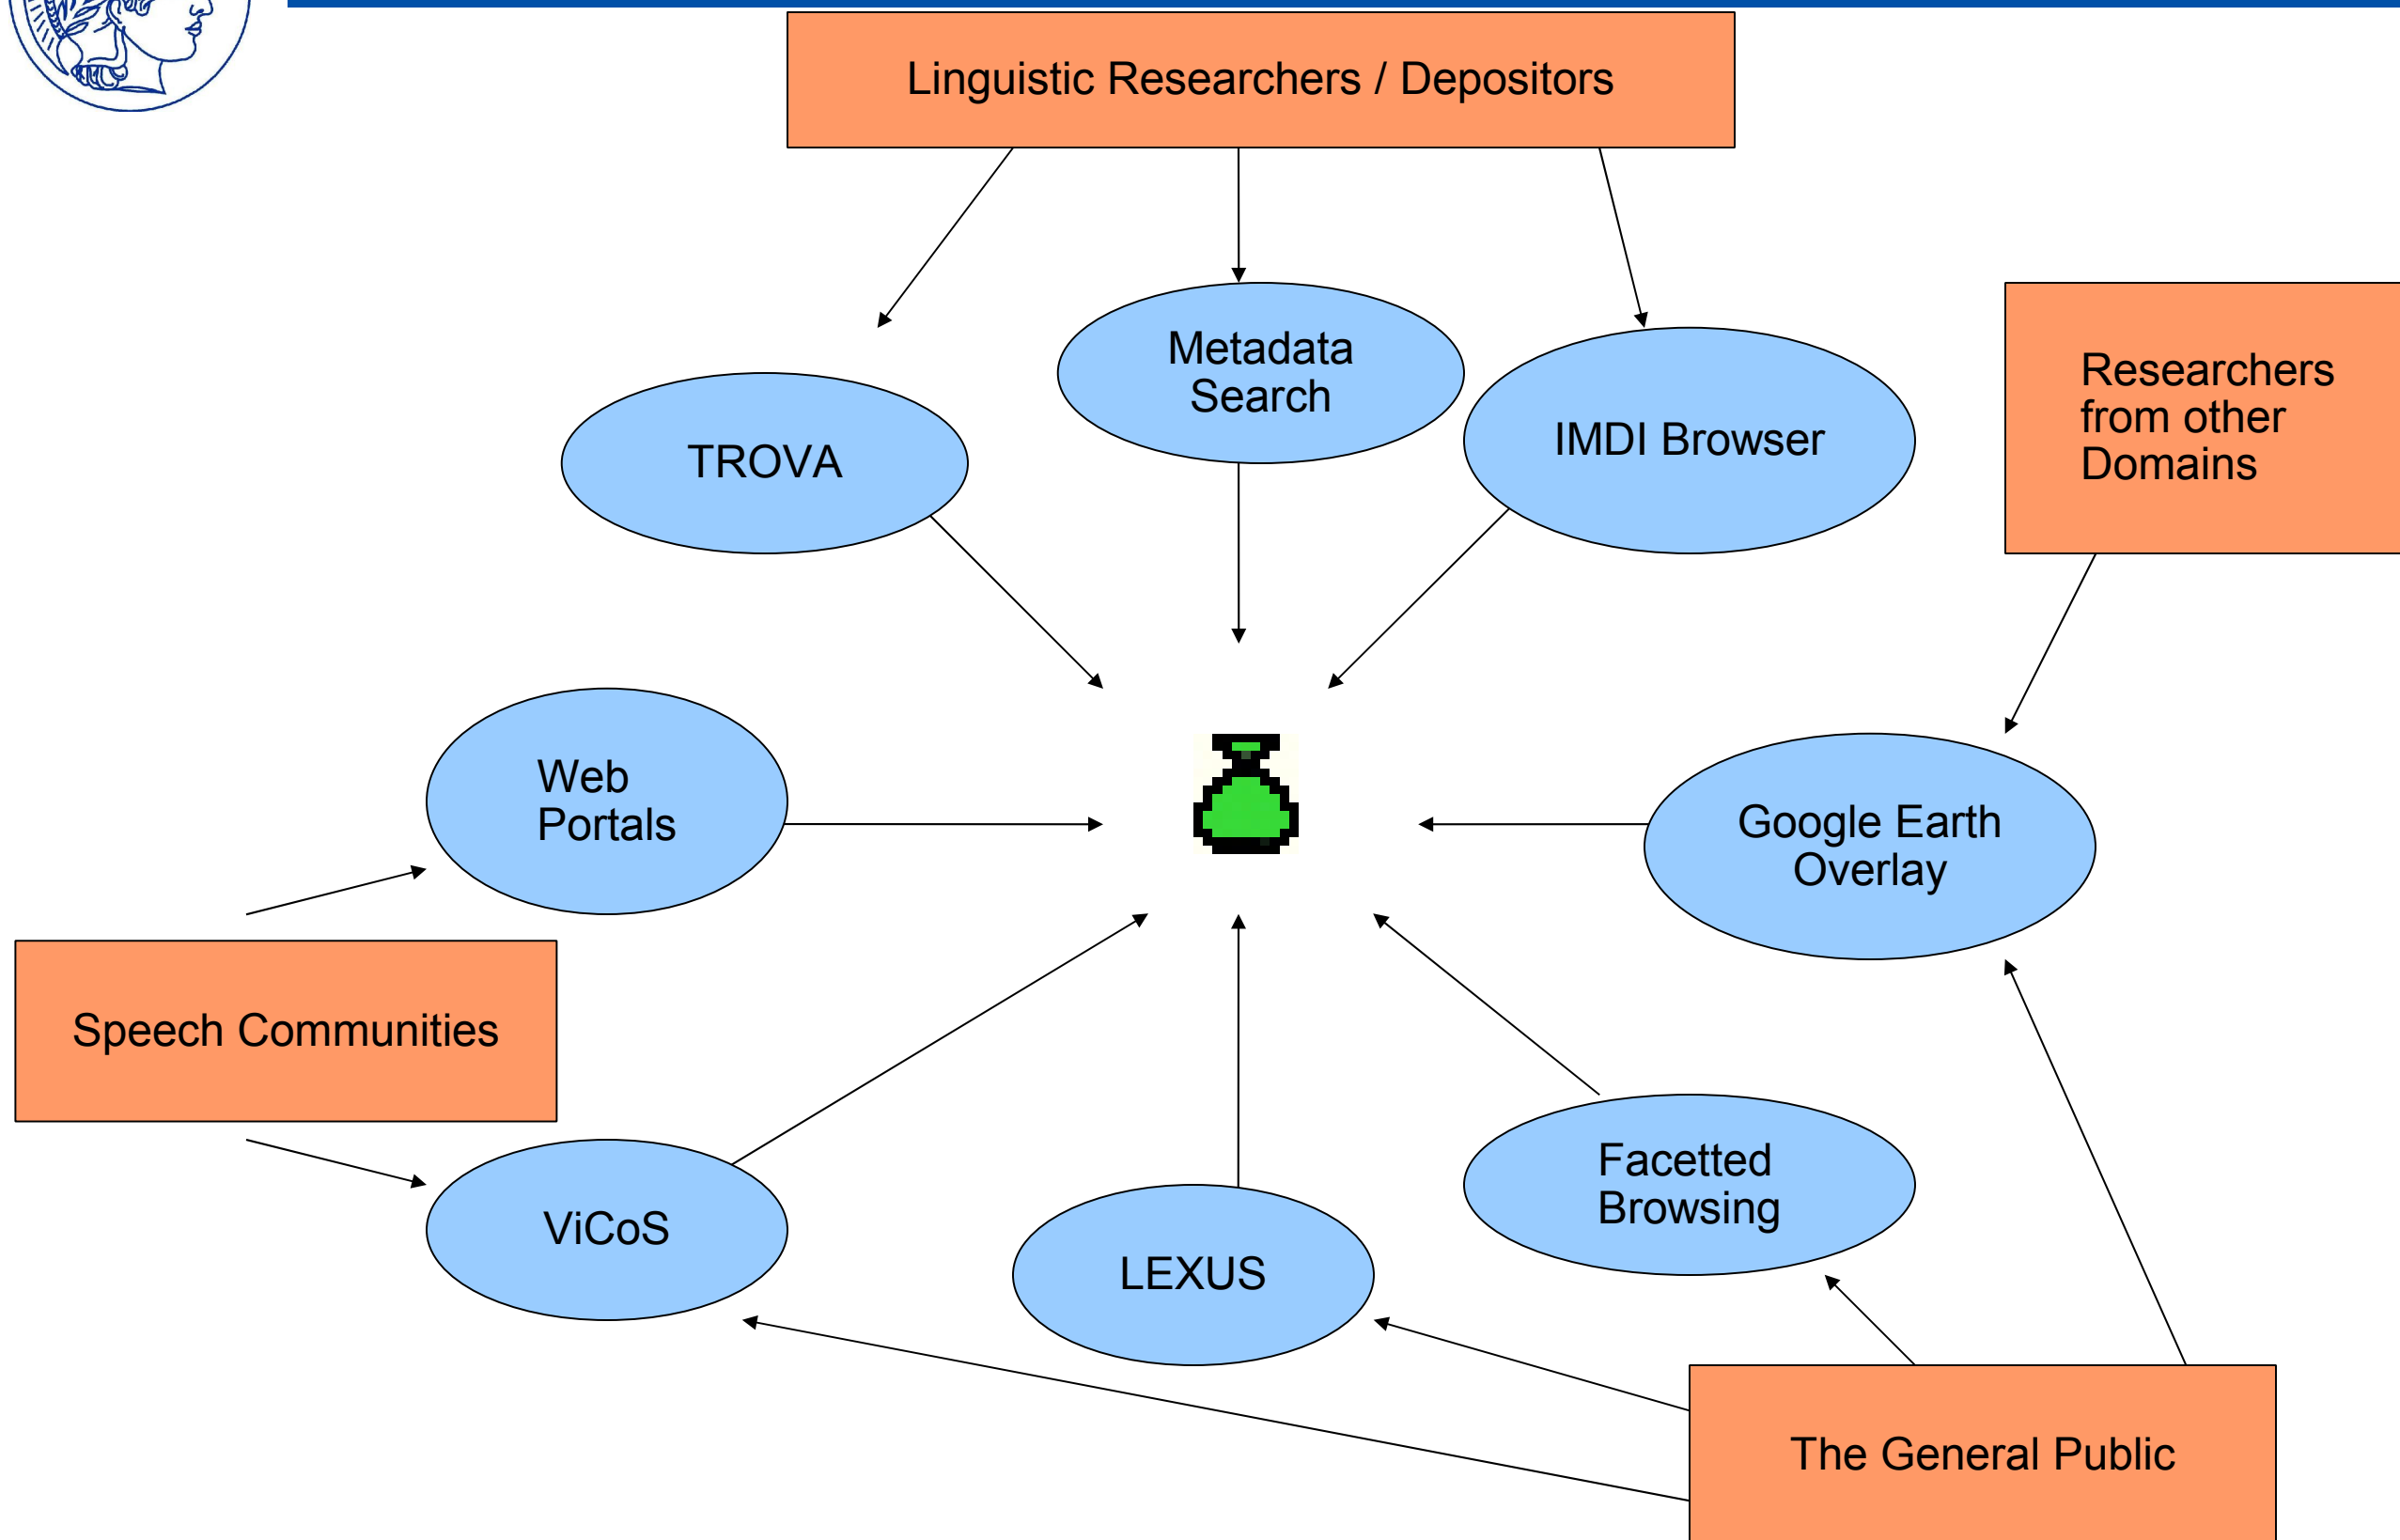 Linguistic Researchers / Depositors
Metadata
Search
Researchers
from other
Domains
TROVA
IMDI Browser
Web
Portals
Google Earth
Overlay
Speech Communities
Facetted
Browsing
ViCoS
LEXUS
The General Public